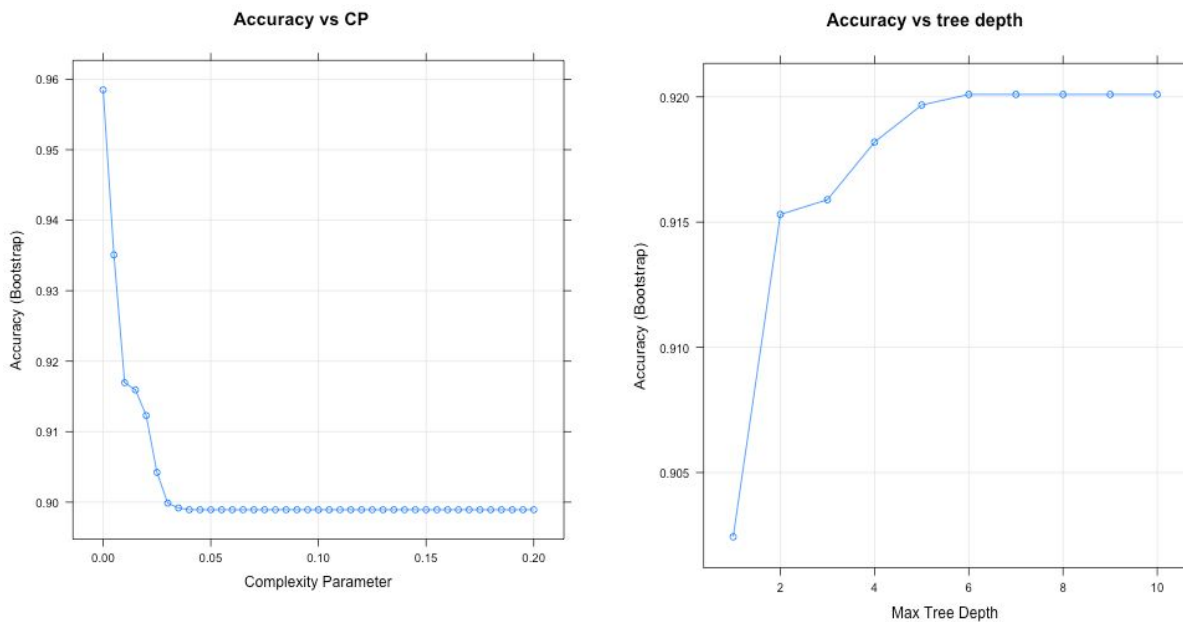 Accuracy vs CP
0.96
0.95
0.94
0.93
0.92
0.91
0.90
Accuracy (Bootstrap)
0.00 0.05 0.10 0.15 0.20
Complexity Parameter
Accuracy vs tree depth
0.920
0.915
0.910
0.905
Accuracy (Bootstrap)
2 4 6 8 10
Max Tree Depth